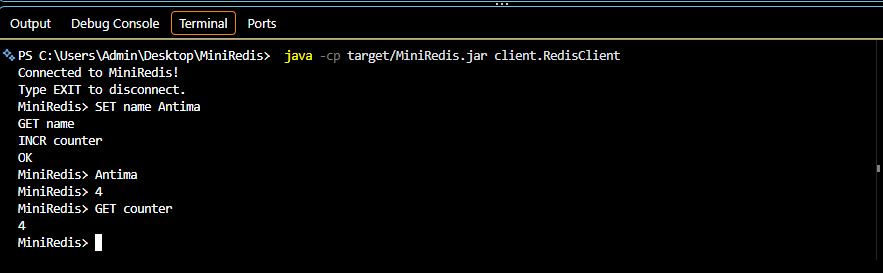 Output Debug Console Terminal Ports
PS C:\Users\Admin\Desktop\MiniRedis> java -cp target/MiniRedis.jar client.RedisClient
Connected to MiniRedis!
Type EXIT to disconnect.
MiniRedis> SET name Antima
GET name
INCR counter
OK
MiniRedis> Antima
MiniRedis> 4
MiniRedis> GET counter
4
MiniRedis>